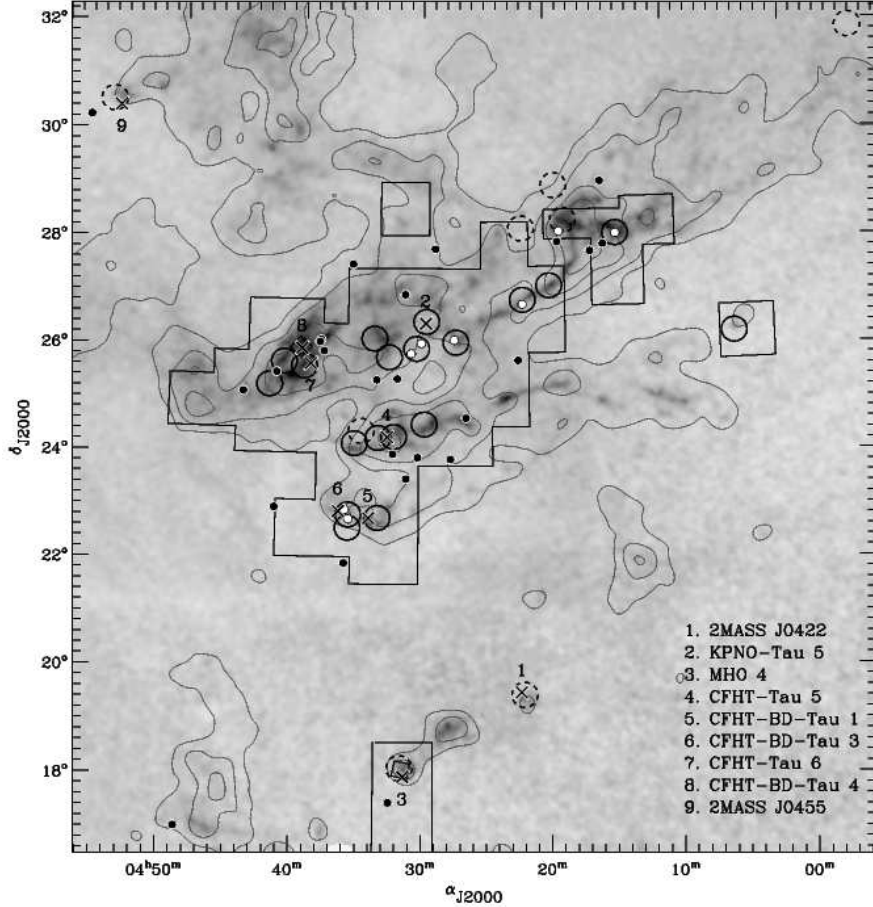 32°
30°
28°
26°
24°
22°
20°
18°
δJ2000
9
2
8
7
4
6
5
1
3
1. 2MASS J0422
2. KPNO-Tau 5
3. MHO 4
4. CFHT-Tau 5
5. CFHT-BD-Tau 1
6. CFHT-BD-Tau 3
7. CFHT-Tau 6
8. CFHT-BD-Tau 4
9. 2MASS J0455
04ʰ50ᵐ 40ᵐ 30ᵐ 20ᵐ 10ᵐ 00ᵐ
αJ2000